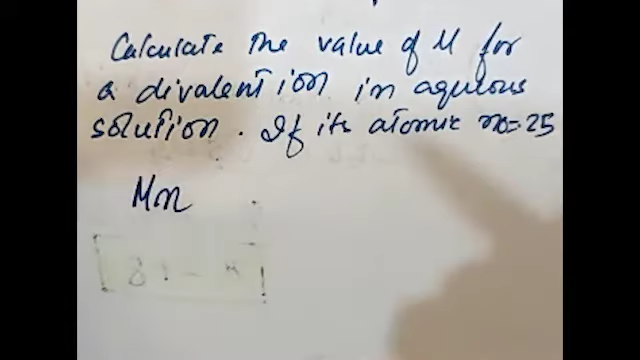 Calculate the value of M for
a divalent ion in aqueous
solution. If its atomic no=25
Mn